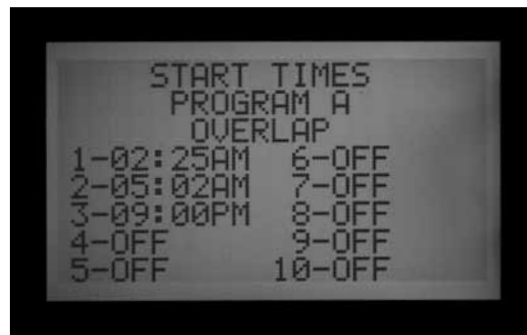 START TIMES
PROGRAM A
OVERLAP
1-02:25AM 6-OFF
2-05:02AM 7-OFF
3-09:00PM 8-OFF
4-OFF 9-OFF
5-OFF 10-OFF